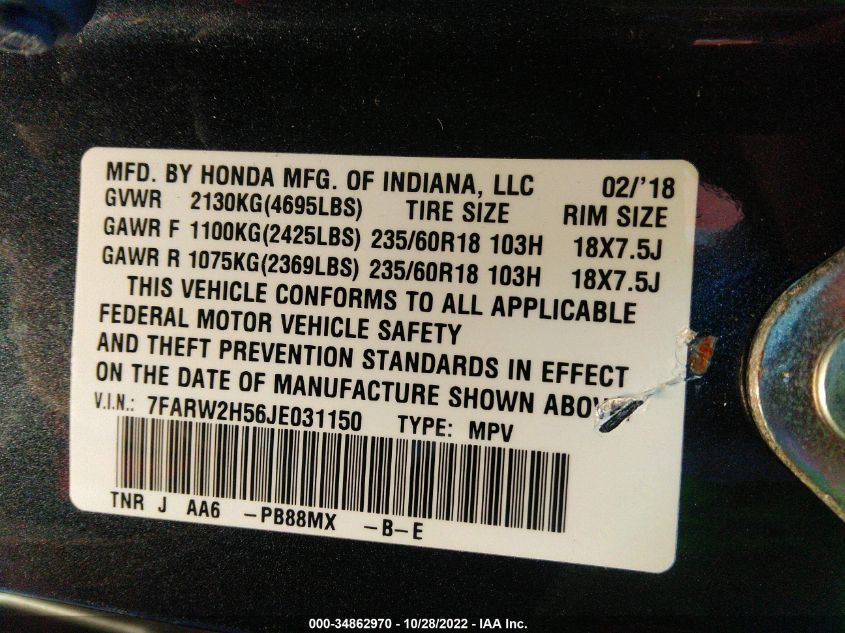 MFD. BY HONDA MFG. OF INDIANA, LLC 02/'18
GVWR 2130KG(4695LBS) TIRE SIZE RIM SIZE
GAWR F 1100KG(2425LBS) 235/60R18 103H 18X7.5J
GAWR R 1075KG(2369LBS) 235/60R18 103H 18X7.5J
THIS VEHICLE CONFORMS TO ALL APPLICABLE
FEDERAL MOTOR VEHICLE SAFETY
AND THEFT PREVENTION STANDARDS IN EFFECT
ON THE DATE OF MANUFACTURE SHOWN
V.I.N.: 7FARW2H56JE031150 TYPE: MPV
TNR J AA6 -PB88MX -B-E
000-34862970 - 10/28/2022 - IAA Inc.